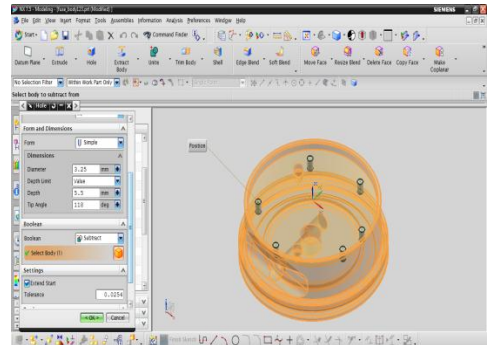 NX 7.5 - Modeling - [fuse_body121.prt (Modified) ]
SIEMENS
File Edit View Insert Format Tools Assemblies Information Analysis Preferences Window Help
Start
Command Finder
Datum Plane
Extrude
Hole
Extract Body
Unite
Trim Body
Shell
Edge Blend
Soft Blend
Move Face
Resize Blend
Delete Face
Copy Face
Make Coplanar
No Selection Filter
Within Work Part Only
Select body to subtract from
Hole
Form and Dimensions
Form Simple
Dimensions
Diameter 3.25 mm
Depth Limit Value
Depth 5.5 mm
Tip Angle 118 deg
Boolean
Boolean Subtract
Select Body (1)
Settings
Extend Start
Tolerance 0.0254
OK Cancel
Position